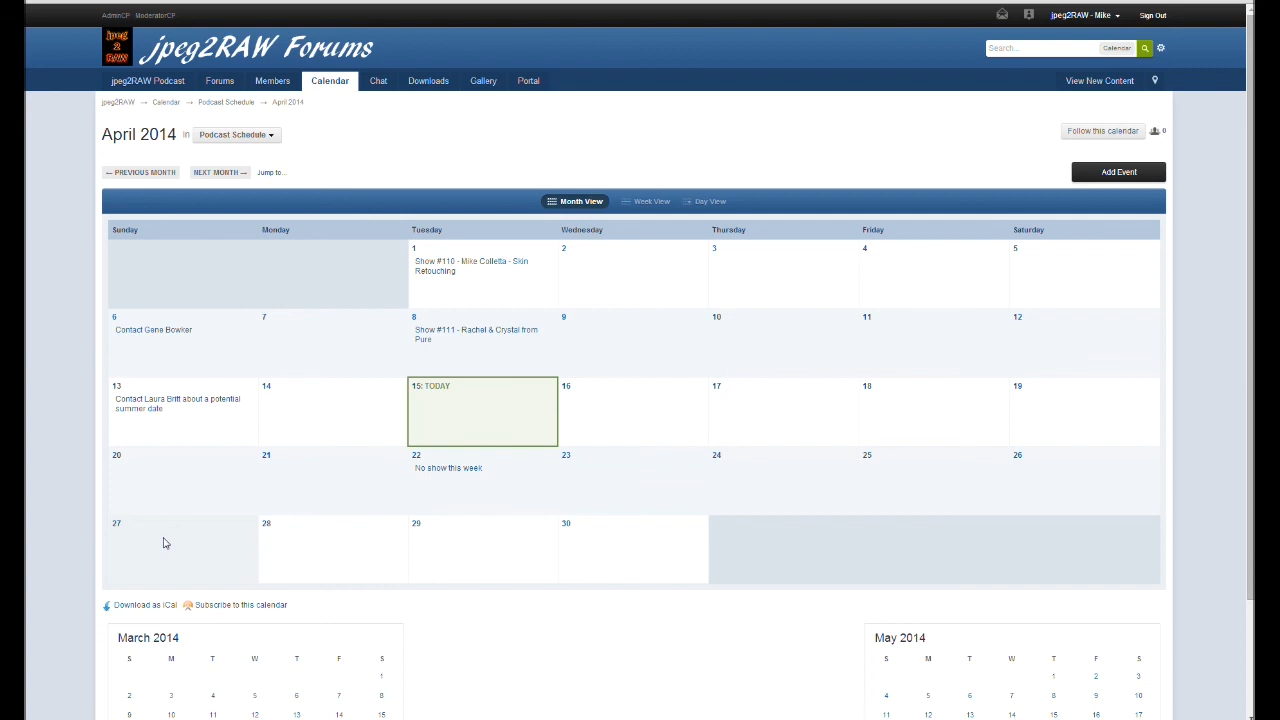 AdminCP ModeratorCP jpeg2RAW - Mike Sign Out
jpeg
2
RAW
jpeg2RAW Forums
Search... Calendar
jpeg2RAW Podcast Forums Members Calendar Chat Downloads Gallery Portal View New Content
jpeg2RAW → Calendar → Podcast Schedule → April 2014
April 2014 in Podcast Schedule Follow this calendar 0
← PREVIOUS MONTH NEXT MONTH → Jump to... Add Event
Month View Week View Day View
Sunday Monday Tuesday Wednesday Thursday Friday Saturday
1 2 3 4 5
Show #110 - Mike Colletta - Skin
Retouching
6 7 8 9 10 11 12
Contact Gene Bowker Show #111 - Rachel & Crystal from
Pure
13 14 15: TODAY 16 17 18 19
Contact Laura Britt about a potential
summer date
20 21 22 23 24 25 26
No show this week
27 28 29 30
Download as iCal Subscribe to this calendar
March 2014 May 2014
S M T W T F S S M T W T F S
1 1 2 3
2 3 4 5 6 7 8 4 5 6 7 8 9 10
9 10 11 12 13 14 15 11 12 13 14 15 16 17